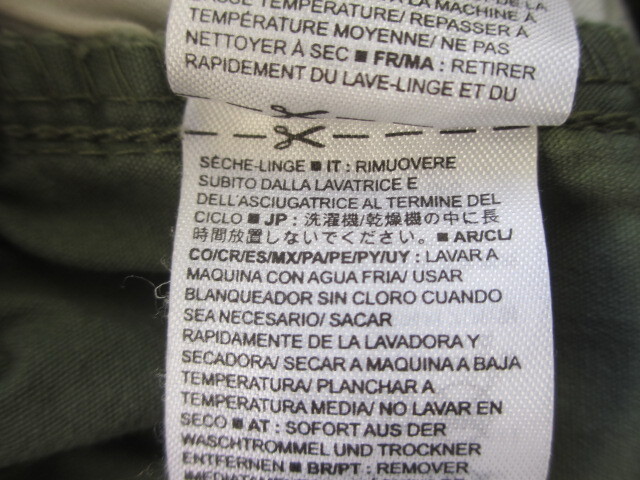 BASSE TEMPÉRATURE/ REPASSER À
TEMPÉRATURE MOYENNE/ NE PAS
NETTOYER À SEC ■ FR/MA : RETIRER
RAPIDEMENT DU LAVE-LINGE ET DU
SÈCHE-LINGE ■ IT : RIMUOVERE
SUBITO DALLA LAVATRICE E
DELL'ASCIUGATRICE AL TERMINE DEL
CICLO ■ JP : 洗濯機/乾燥機の中に長
時間放置しないでください。 ■ AR/CL/
CO/CR/ES/MX/PA/PE/PY/UY : LAVAR A
MAQUINA CON AGUA FRIA/ USAR
BLANQUEADOR SIN CLORO CUANDO
SEA NECESARIO/ SACAR
RAPIDAMENTE DE LA LAVADORA Y
SECADORA/ SECAR A MAQUINA A BAJA
TEMPERATURA/ PLANCHAR A
TEMPERATURA MEDIA/ NO LAVAR EN
SECO ■ AT : SOFORT AUS DER
WASCHTROMMEL UND TROCKNER
ENTFERNEN ■ BR/PT : REMOVER